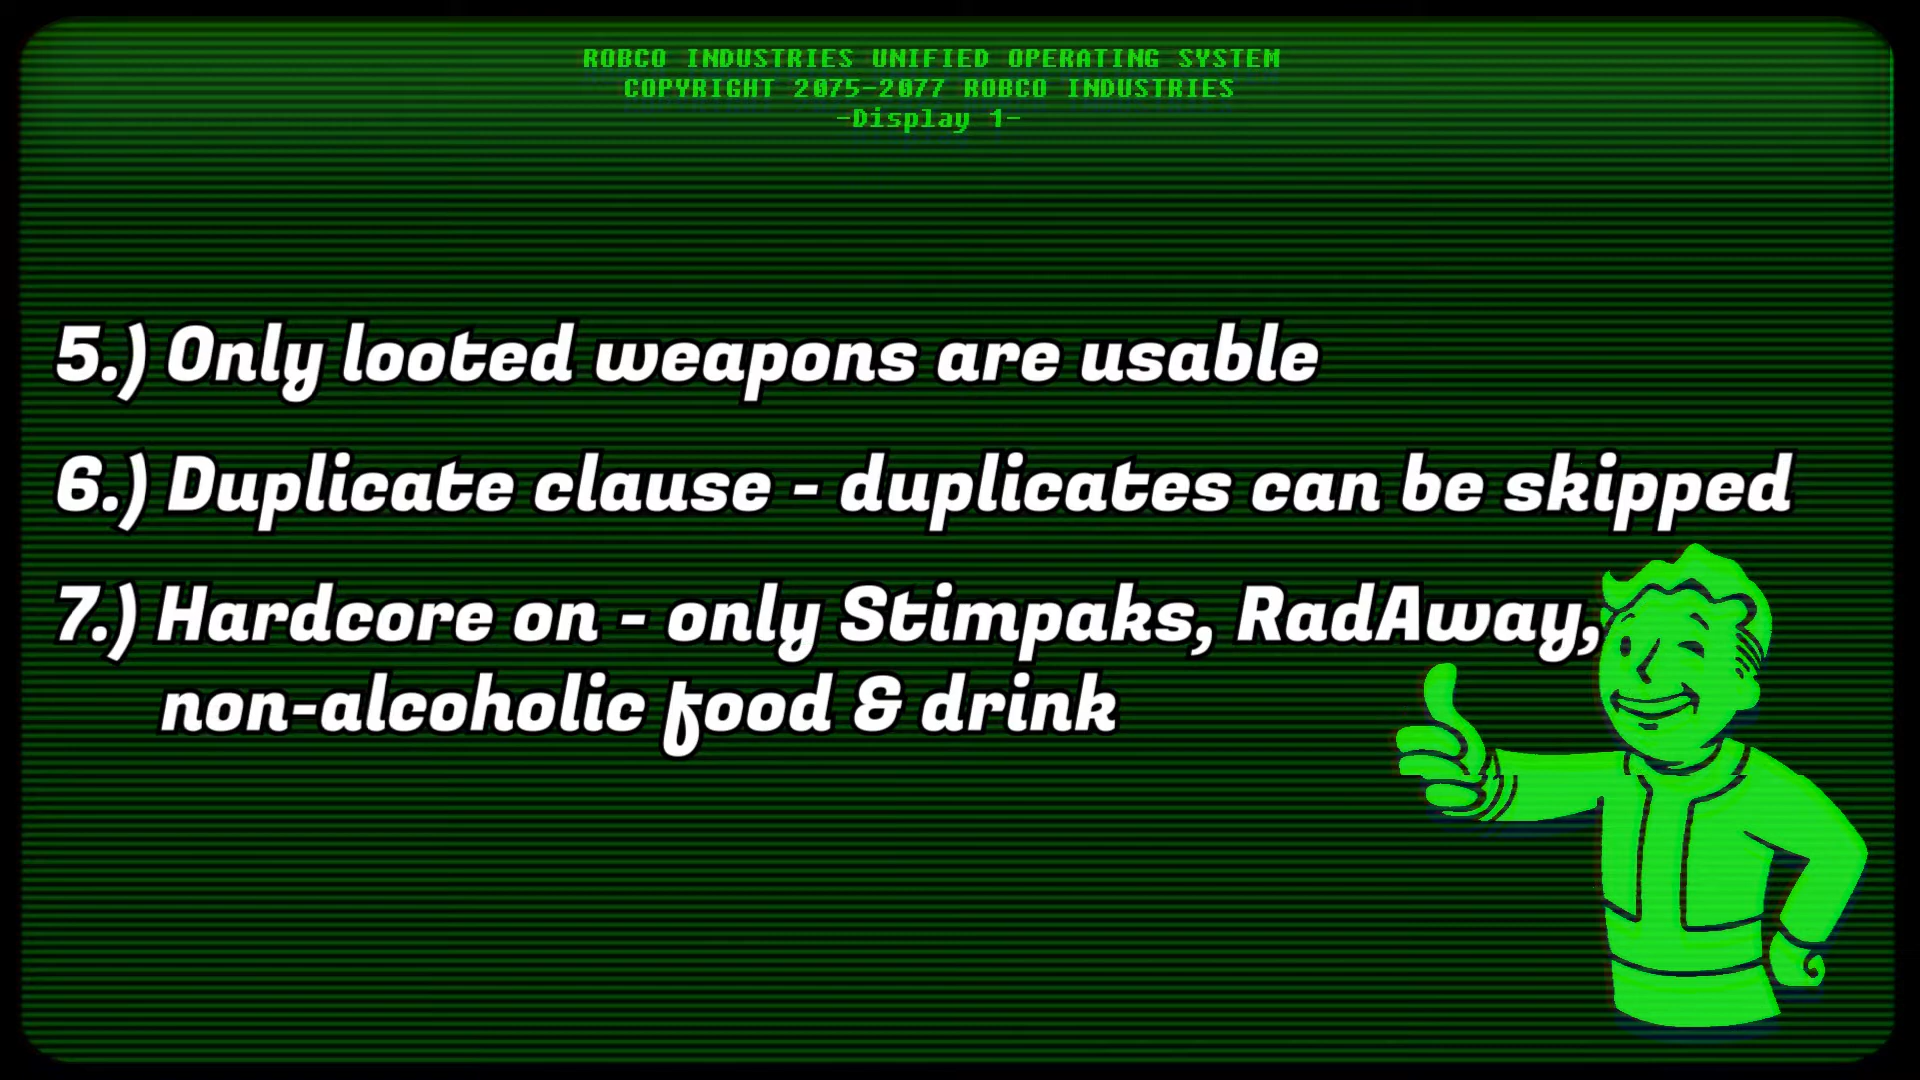 ROBCO INDUSTRIES UNIFIED OPERATING SYSTEM
COPYRIGHT 2075-2077 ROBCO INDUSTRIES
-Display 1-
5.) Only looted weapons are usable
6.) Duplicate clause - duplicates can be skipped
7.) Hardcore on - only Stimpaks, RadAway,
non-alcoholic food & drink